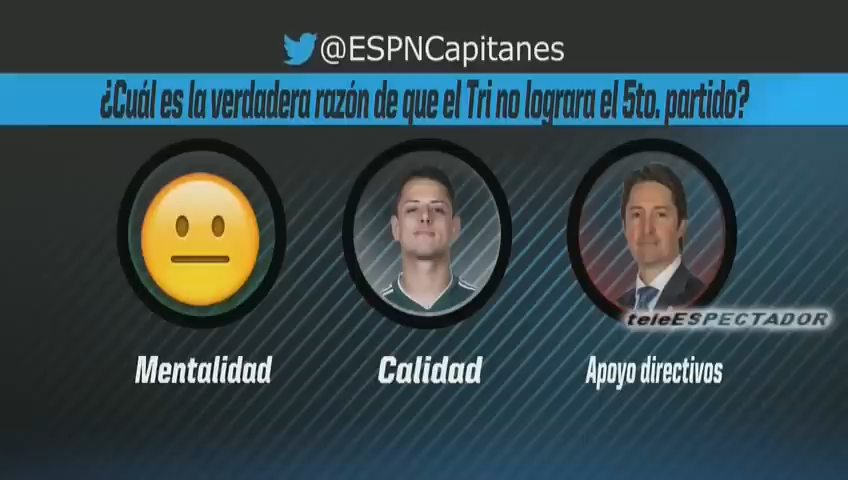 @ESPNCapitanes
¿Cuál es la verdadera razón de que el Tri no lograra el 5to. partido?
teleESPECTADOR
Mentalidad
Calidad
Apoyo directivos